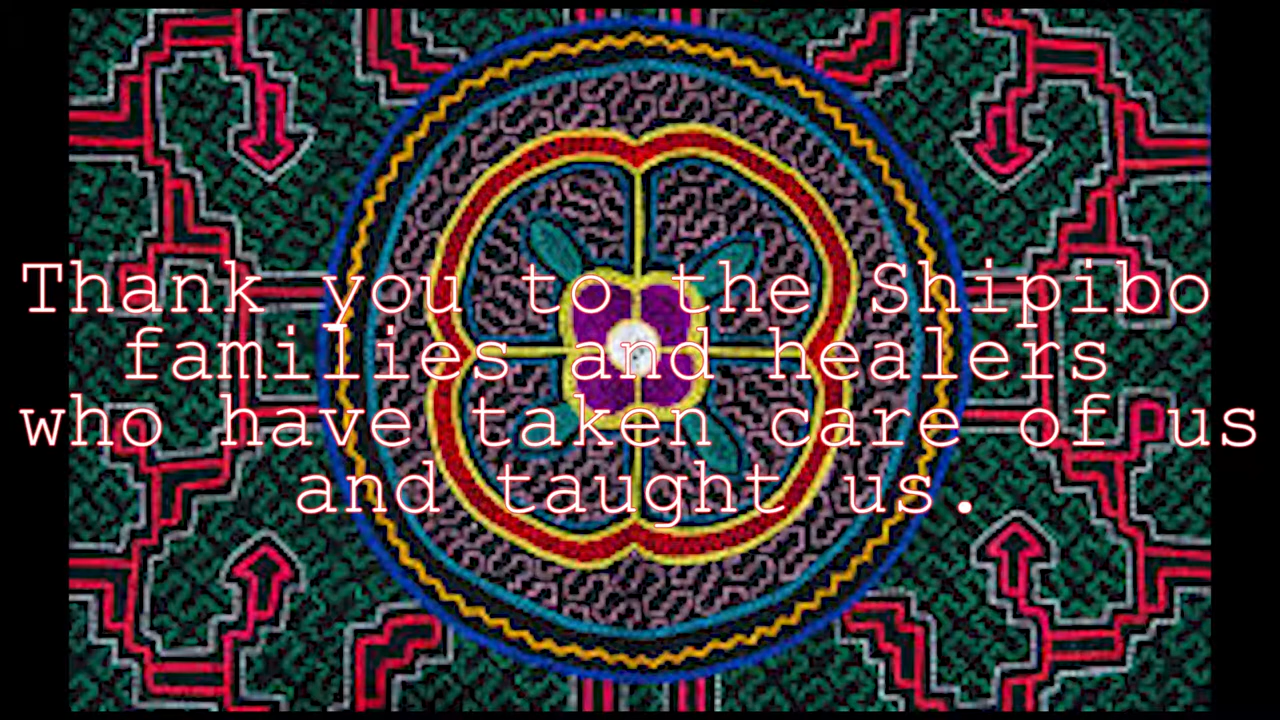 Thank you to the Shipibo
families and healers
who have taken care of us
and taught us.